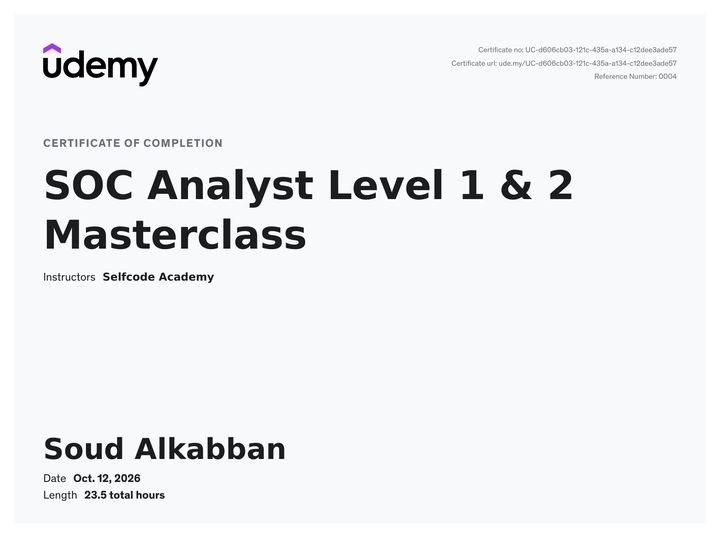 udemy
Certificate no: UC-d606cb03-121c-435a-a134-c12dee3ade57
Certificate url: ude.my/UC-d606cb03-121c-435a-a134-c12dee3ade57
Reference Number: 0004
CERTIFICATE OF COMPLETION
SOC Analyst Level 1 & 2
Masterclass
Instructors Selfcode Academy
Soud Alkabban
Date Oct. 12, 2026
Length 23.5 total hours